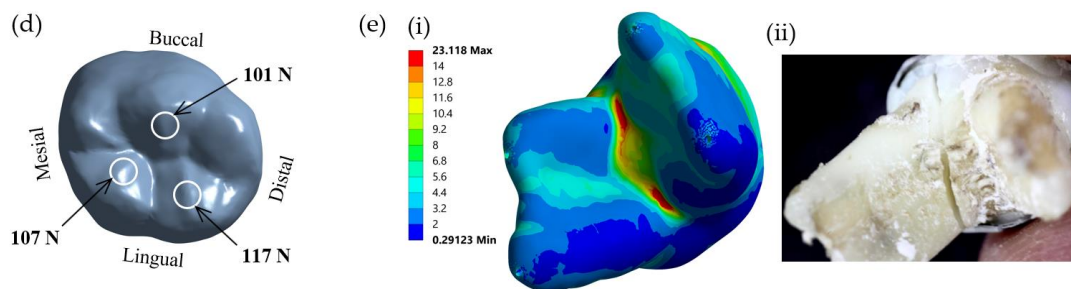 (d)
Buccal
101 N
Mesial
Distal
107 N
Lingual
117 N
(e) (i)
23.118 Max
14
12.8
11.6
10.4
9.2
8
6.8
5.6
4.4
3.2
2
0.29123 Min
(ii)